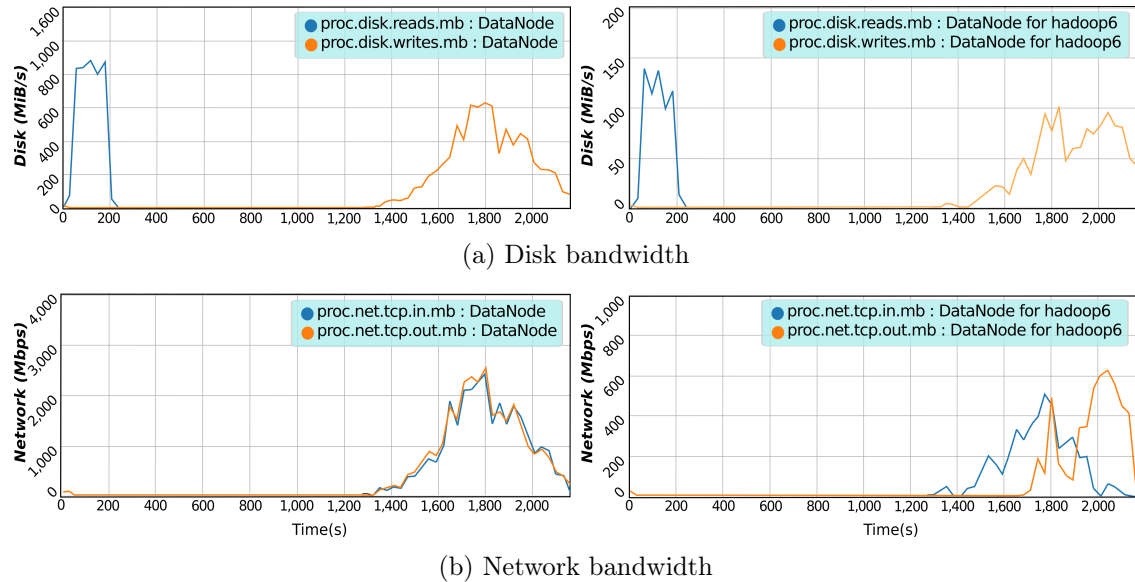 Disk (MiB/s)
1,600
1,000
800
600
400
200
0
proc.disk.reads.mb : DataNode
proc.disk.writes.mb : DataNode
0 200 400 600 800 1,000 1,200 1,400 1,600 1,800 2,000
Disk (MiB/s)
200
150
100
50
0
proc.disk.reads.mb : DataNode for hadoop6
proc.disk.writes.mb : DataNode for hadoop6
0 200 400 600 800 1,000 1,200 1,400 1,600 1,800 2,000
(a) Disk bandwidth
Network (Mbps)
4,000
3,000
2,000
1,000
0
proc.net.tcp.in.mb : DataNode
proc.net.tcp.out.mb : DataNode
0 200 400 600 800 1,000 1,200 1,400 1,600 1,800 2,000
Time(s)
Network (Mbps)
1,000
800
600
400
200
0
proc.net.tcp.in.mb : DataNode for hadoop6
proc.net.tcp.out.mb : DataNode for hadoop6
0 200 400 600 800 1,000 1,200 1,400 1,600 1,800 2,000
Time(s)
(b) Network bandwidth